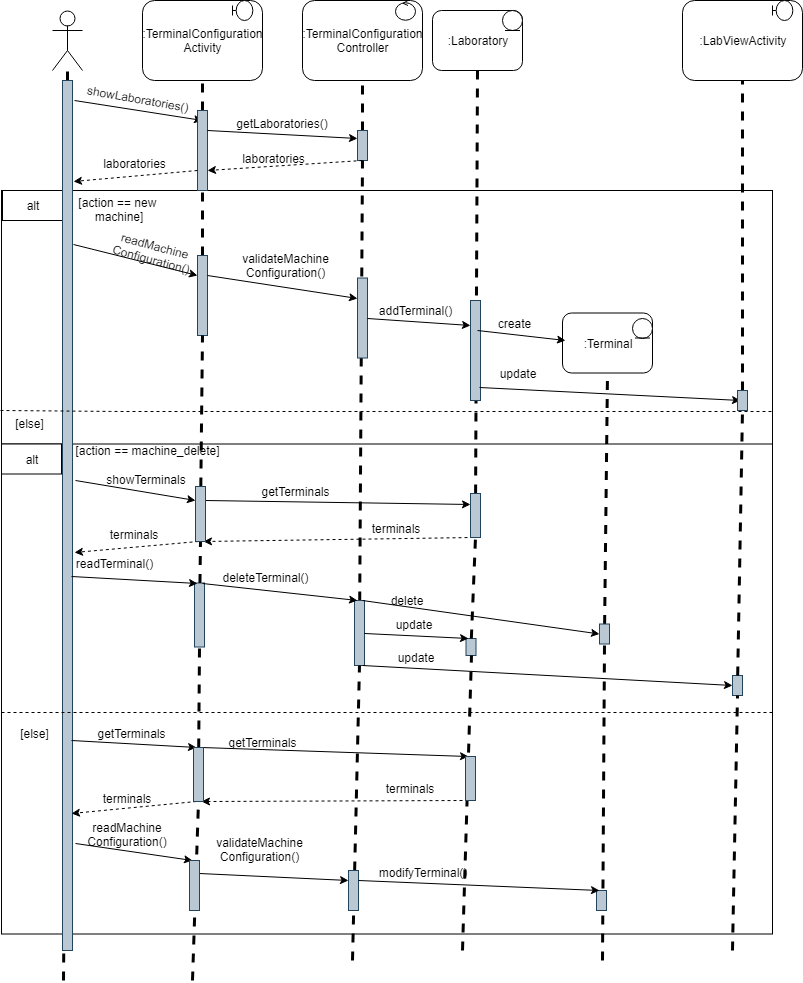 :TerminalConfiguration
Activity
:TerminalConfiguration
Controller
:Laboratory
:LabViewActivity
showLaboratories()
getLaboratories()
laboratories
laboratories
alt
[action == new
machine]
readMachine
Configuration()
validateMachine
Configuration()
addTerminal()
create
:Terminal
update
[else]
alt
[action == machine_delete]
showTerminals
getTerminals
terminals
terminals
readTerminal()
deleteTerminal()
delete
update
update
[else]
getTerminals
getTerminals
terminals
terminals
readMachine
Configuration()
validateMachine
Configuration()
modifyTerminal()